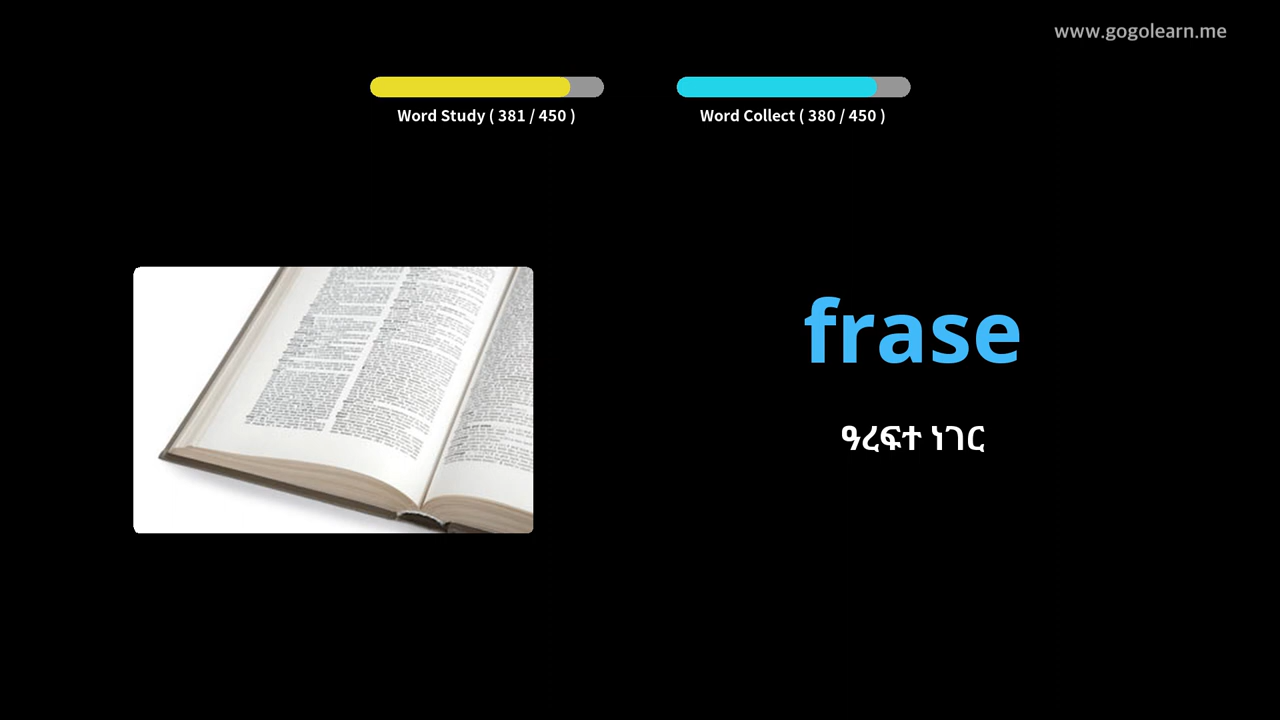 www.gogolearn.me
Word Study ( 381 / 450 )
Word Collect ( 380 / 450 )
frase
ዓረፍተ ነገር